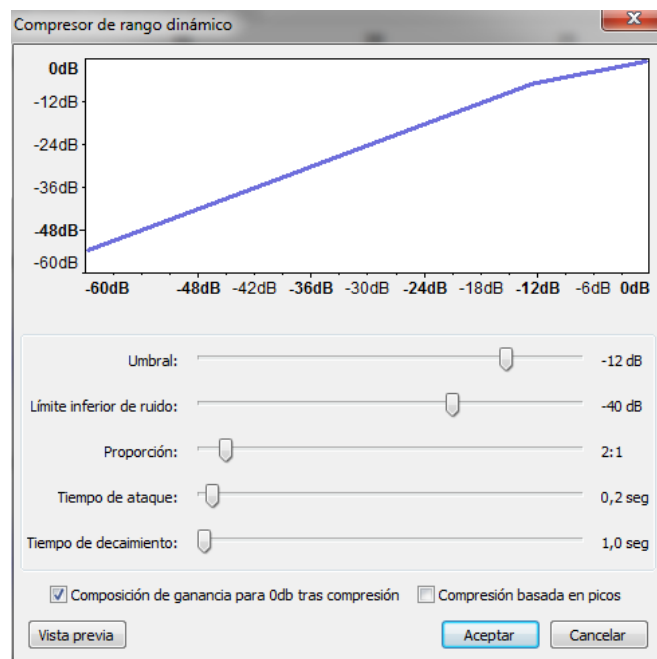 Compresor de rango dinámico
x
0dB
-12dB
-24dB
-36dB
-48dB
-60dB
-60dB -48dB -42dB -36dB -30dB -24dB -18dB -12dB -6dB 0dB
Umbral: -12 dB
Límite inferior de ruido: -40 dB
Proporción: 2:1
Tiempo de ataque: 0,2 seg
Tiempo de decaimiento: 1,0 seg
Composición de ganancia para 0db tras compresión Compresión basada en picos
Vista previa Aceptar Cancelar